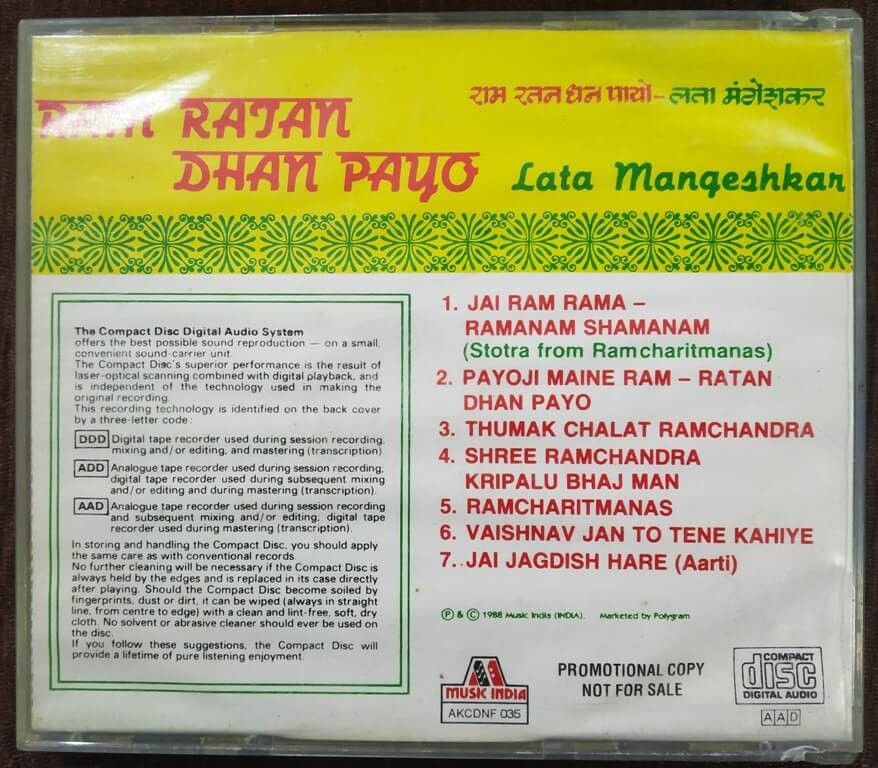 RAM RATAN
DHAN PAYO
राम रतन धन पायो - लता मंगेशकर
Lata Mangeshkar
The Compact Disc Digital Audio System
offers the best possible sound reproduction — on a small,
convenient sound-carrier unit.
The Compact Disc's superior performance is the result of
laser-optical scanning combined with digital playback, and
is independent of the technology used in making the
original recording.
This recording technology is identified on the back cover
by a three-letter code:
DDD Digital tape recorder used during session recording,
mixing and/or editing, and mastering (transcription).
ADD Analogue tape recorder used during session recording;
digital tape recorder used during subsequent mixing
and/or editing and during mastering (transcription).
AAD Analogue tape recorder used during session recording
and subsequent mixing and/or editing; digital tape
recorder used during mastering (transcription).
In storing and handling the Compact Disc, you should apply
the same care as with conventional records.
No further cleaning will be necessary if the Compact Disc is
always held by the edges and is replaced in its case directly
after playing. Should the Compact Disc become soiled by
fingerprints, dust or dirt, it can be wiped (always in straight
line, from centre to edge) with a clean and lint-free, soft, dry
cloth. No solvent or abrasive cleaner should ever be used on
the disc.
If you follow these suggestions, the Compact Disc will
provide a lifetime of pure listening enjoyment.
1. JAI RAM RAMA –
RAMANAM SHAMANAM
(Stotra from Ramcharitmanas)
2. PAYOJI MAINE RAM – RATAN
DHAN PAYO
3. THUMAK CHALAT RAMCHANDRA
4. SHREE RAMCHANDRA
KRIPALU BHAJ MAN
5. RAMCHARITMANAS
6. VAISHNAV JAN TO TENE KAHIYE
7. JAI JAGDISH HARE (Aarti)
Ⓟ & © 1988 Music India (INDIA). Marketed by Polygram
MUSIC INDIA
AKCDNF 035
PROMOTIONAL COPY
NOT FOR SALE
COMPACT
disc
DIGITAL AUDIO
AAD